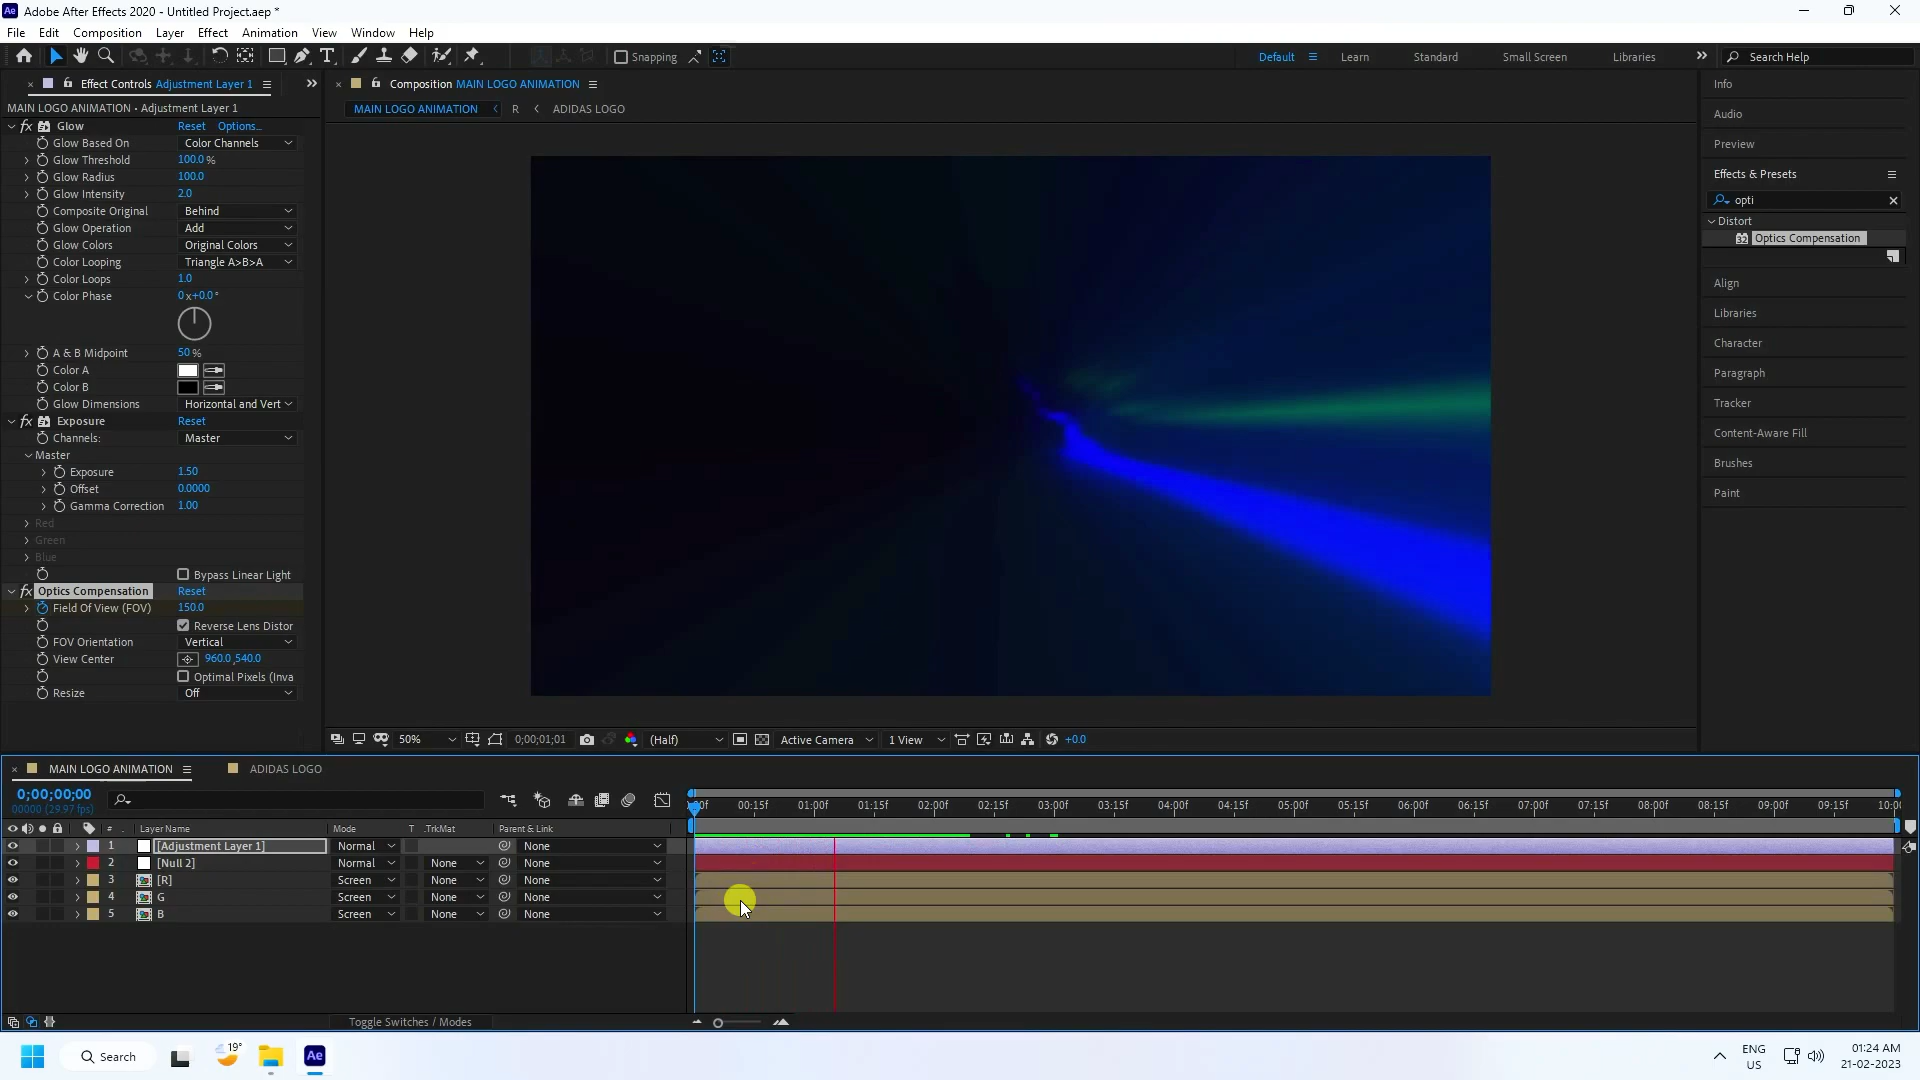 Adobe After Effects 2020 - Untitled Project.aep *
File Edit Composition Layer Effect Animation View Window Help
Snapping
Default Learn Standard Small Screen Libraries Search Help
Effect Controls Adjustment Layer 1
MAIN LOGO ANIMATION • Adjustment Layer 1
Glow Reset Options...
Glow Based On Color Channels
Glow Threshold 100.0 %
Glow Radius 100.0
Glow Intensity 2.0
Composite Original Behind
Glow Operation Add
Glow Colors Original Colors
Color Looping Triangle A>B>A
Color Loops 1.0
Color Phase 0 x+0.0 °
A & B Midpoint 50 %
Color A
Color B
Glow Dimensions Horizontal and Vert
Exposure Reset
Channels: Master
Master
Exposure 1.50
Offset 0.0000
Gamma Correction 1.00
Red
Green
Blue
Bypass Linear Light
Optics Compensation Reset
Field Of View (FOV) 150.0
Reverse Lens Distor
FOV Orientation Vertical
View Center 960.0 ,540.0
Optimal Pixels (Inva
Resize Off
Composition MAIN LOGO ANIMATION
MAIN LOGO ANIMATION R ADIDAS LOGO
50% 0;00;01;01 (Half) Active Camera 1 View +0.0
Info
Audio
Preview
Effects & Presets
opti
Distort
32 Optics Compensation
Align
Libraries
Character
Paragraph
Tracker
Content-Aware Fill
Brushes
Paint
MAIN LOGO ANIMATION ADIDAS LOGO
0;00;00;00
00000 (29.97 fps)
00f 00:15f 01:00f 01:15f 02:00f 02:15f 03:00f 03:15f 04:00f 04:15f 05:00f 05:15f 06:00f 06:15f 07:00f 07:15f 08:00f 08:15f 09:00f 09:15f 10:0
# Layer Name Mode T .TrkMat Parent & Link
1 [Adjustment Layer 1] Normal None
2 [Null 2] Normal None None
3 [R] Screen None None
4 G Screen None None
5 B Screen None None
Toggle Switches / Modes
Search 19° Ae
ENG
US
01:24 AM
21-02-2023